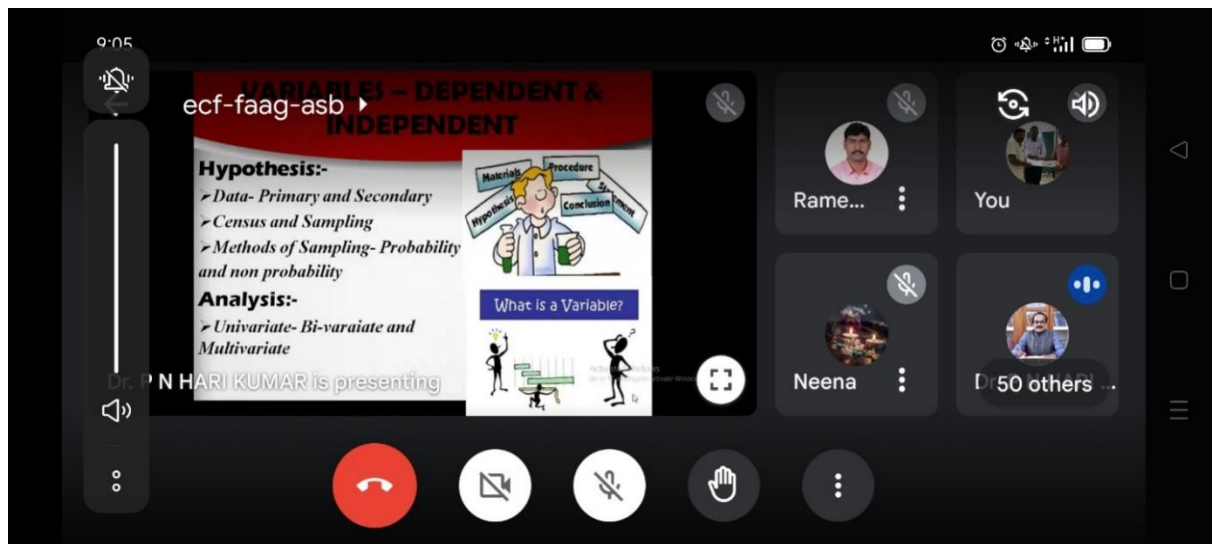 9:05
ecf-faag-asb
VARIABLES – DEPENDENT &
INDEPENDENT
Hypothesis:-
➢Data- Primary and Secondary
➢Census and Sampling
➢Methods of Sampling- Probability
and non probability
Analysis:-
➢Univariate- Bi-varaiate and
Multivariate
Materials
Procedure
Hypothesis
Conclusion
What is a Variable?
Dr. P N HARI KUMAR is presenting
Rame...
You
Neena
50 others